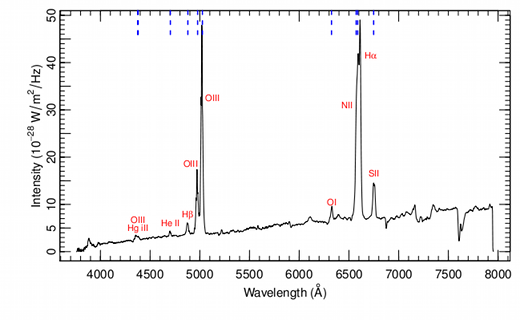 50
40
30
20
10
5
0
Intensity (10⁻²⁸ W/m²/Hz)
OIII
Hα
NII
OIII
SII
OIII
Hg iII
He II
Hβ
OI
4000 4500 5000 5500 6000 6500 7000 7500 8000
Wavelength (Å)